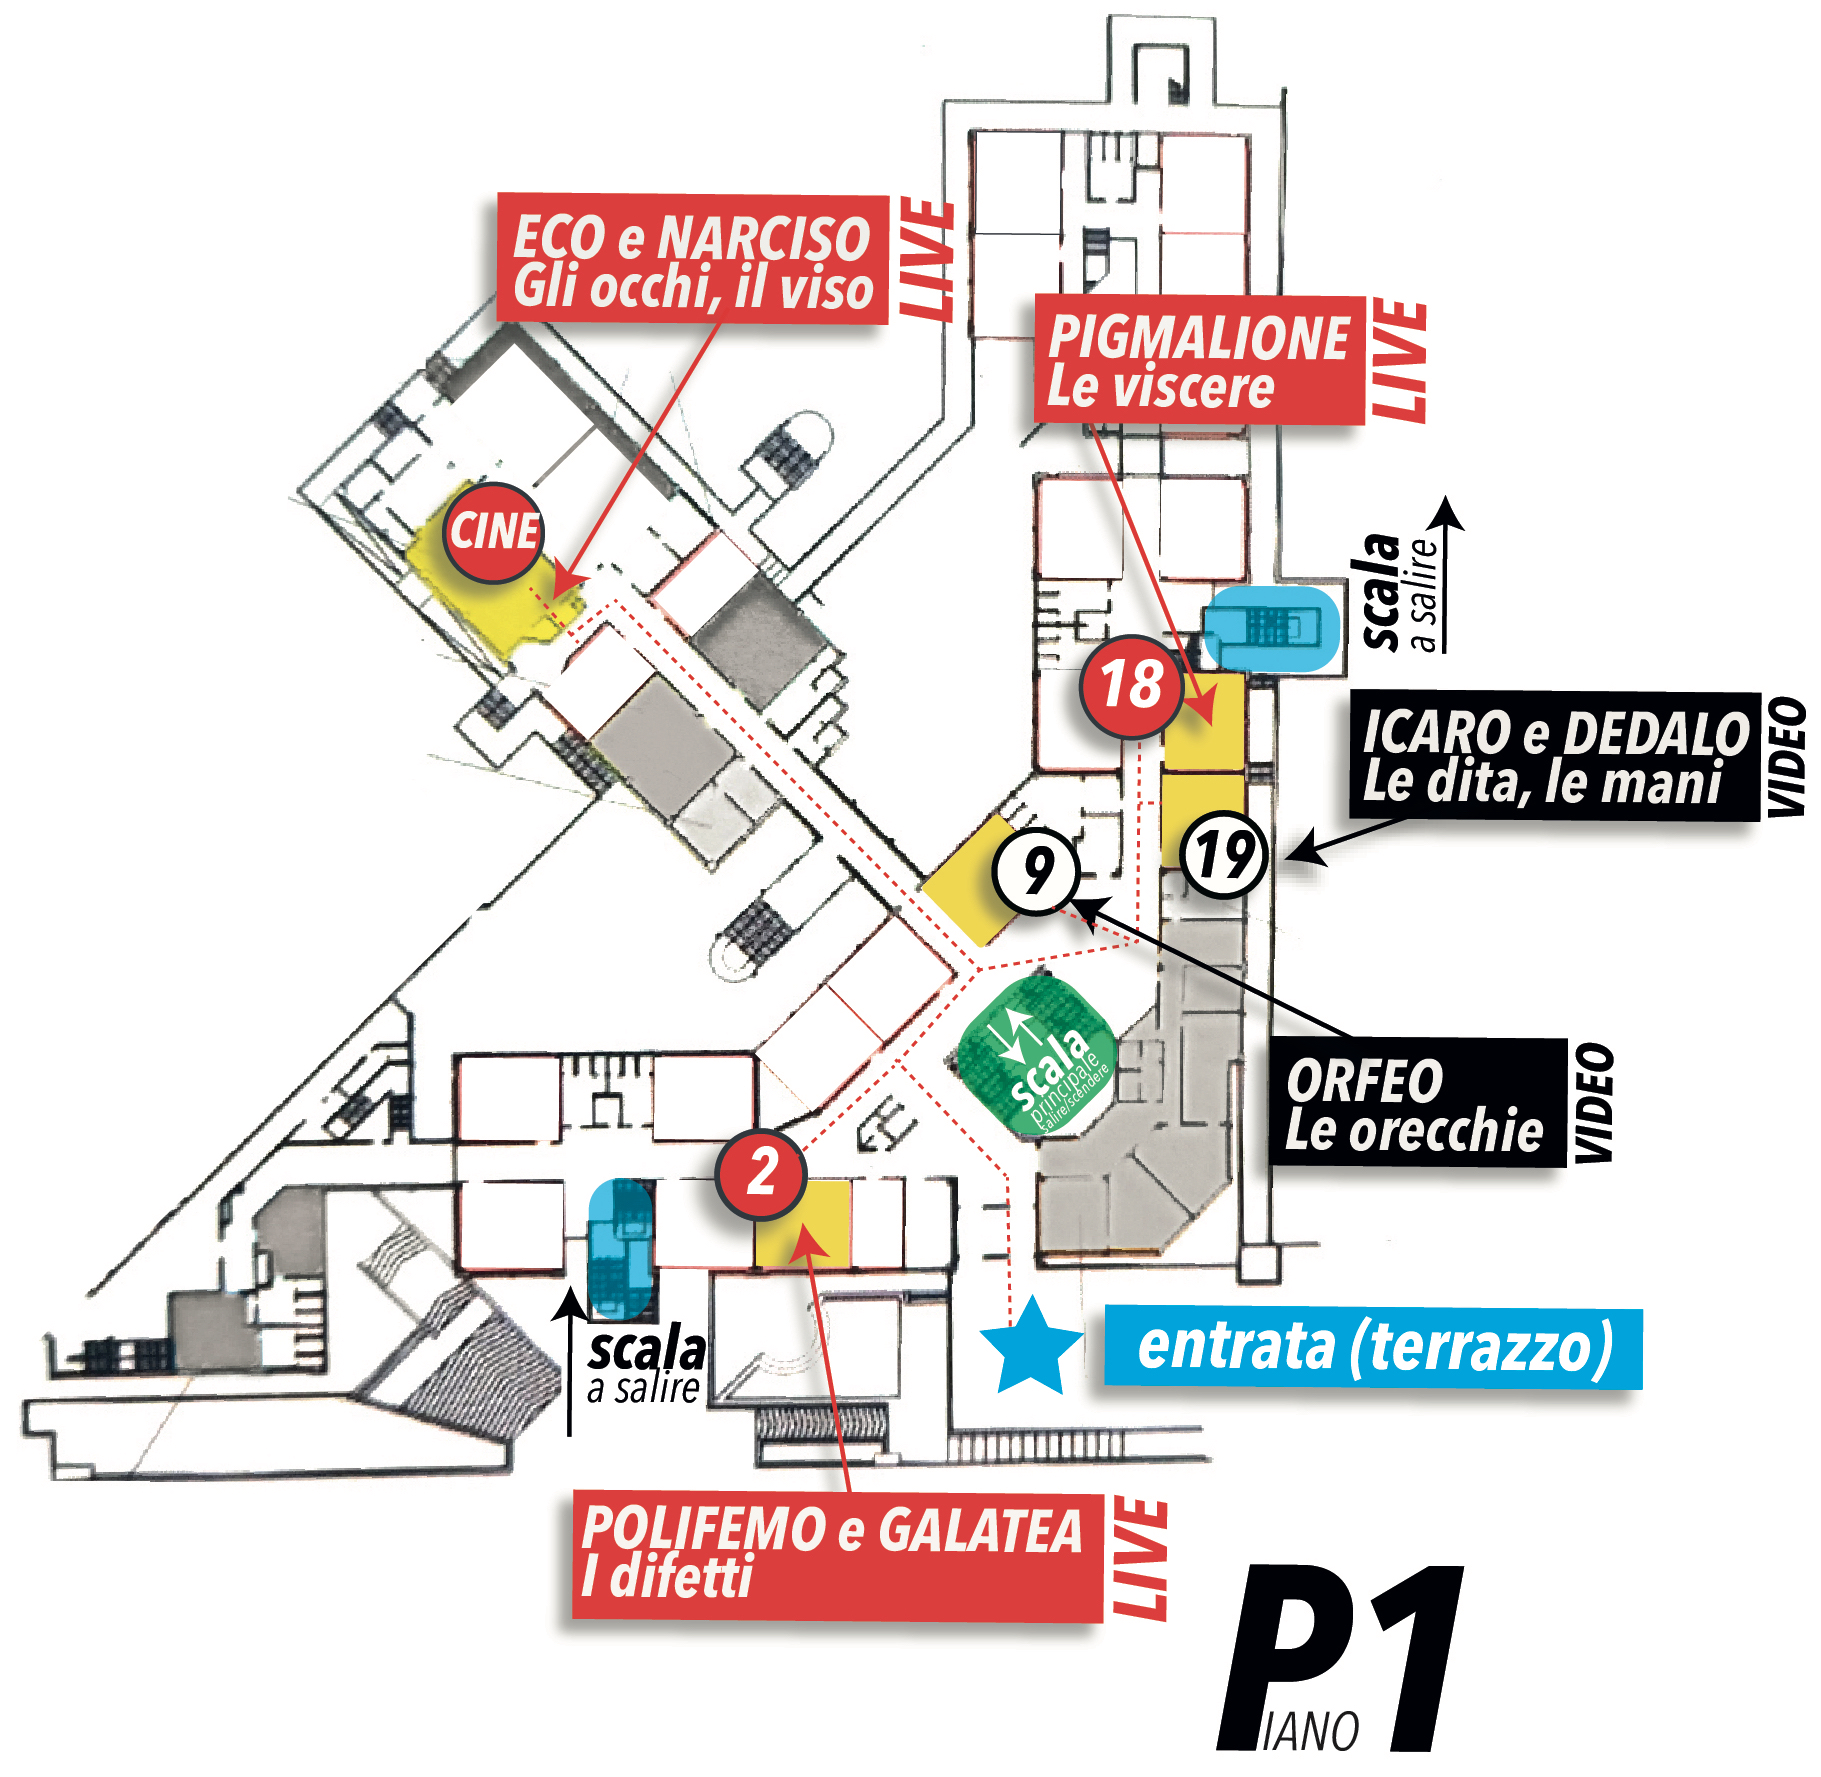 ECO e NARCISO
Gli occhi, il viso
LIVE
PIGMALIONE
Le viscere
LIVE
CINE
scala
a salire
18
ICARO e DEDALO
Le dita, le mani
VIDEO
9
19
scala
principale
salire/scendere
ORFEO
Le orecchie
VIDEO
2
entrata (terrazzo)
scala
a salire
POLIFEMO e GALATEA
I difetti
LIVE
PIANO 1